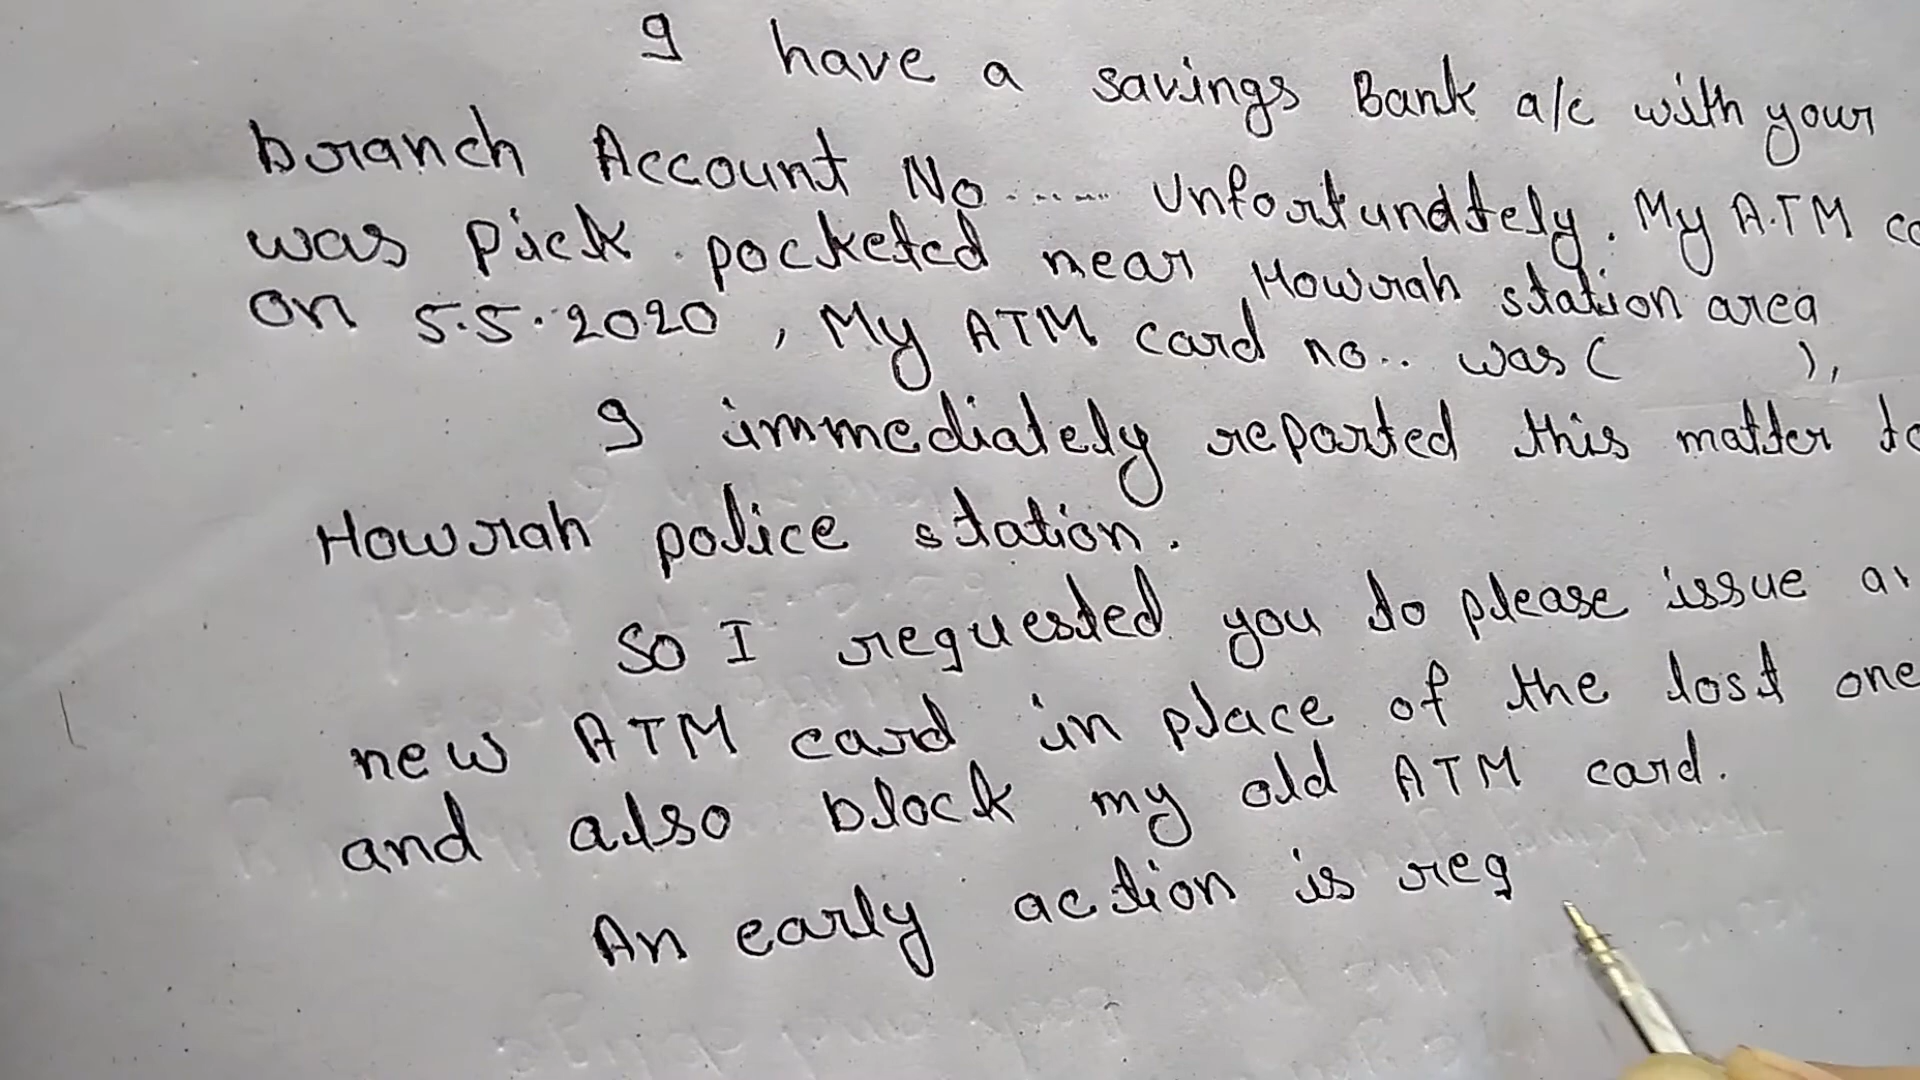 I have a savings Bank a/c with your
branch Account No...... Unfortundtely. My A.TM
was Pick pocketed near Howrah station area
on 5.5.2020, My ATM card no.. was (          ),
I immediately reported this matter to
Howrah police station.
So I requested you to please issue
new ATM card in place of the lost one
and also block my old ATM card.
An early action is req